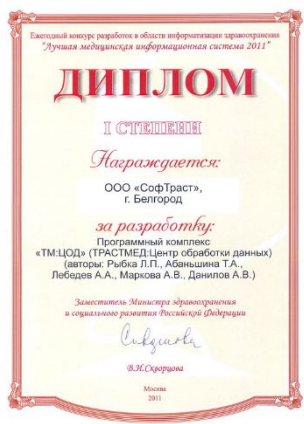 Ежегодный конкурс разработок в области информатизации здравоохранения
"Лучшая медицинская информационная система 2011"
ДИПЛОМ
I СТЕПЕНИ
Награждается:
ООО «СофТраст»,
г. Белгород
за разработку:
Программный комплекс
«ТМ:ЦОД» (ТРАСТМЕД:Центр обработки данных)
(авторы: Рыбка Л.П., Абаньшина Т.А.,
Лебедев А.А., Маркова А.В., Данилов А.В.)
Заместитель Министра здравоохранения
и социального развития Российской Федерации
В.И.Скворцова
Москва
2011